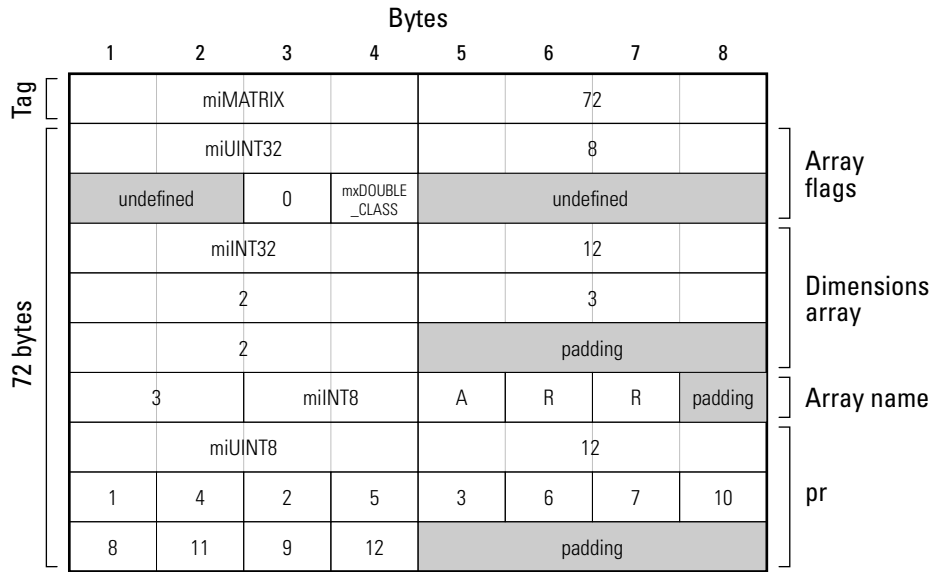 Bytes
1 2 3 4 5 6 7 8
Tag
miMATRIX 72
72 bytes
miUINT32 8
Array flags
undefined 0 mxDOUBLE _CLASS undefined
miINT32 12
Dimensions array
2 3
2 padding
3 miINT8 A R R padding Array name
miUINT8 12
pr
1 4 2 5 3 6 7 10
8 11 9 12 padding